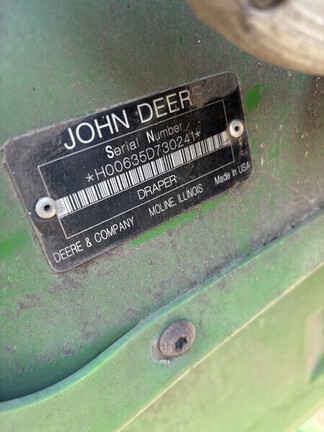 JOHN DEERE
Serial Number
*H00635D730241*
DRAPER
DEERE & COMPANY MOLINE, ILLINOIS Made in USA